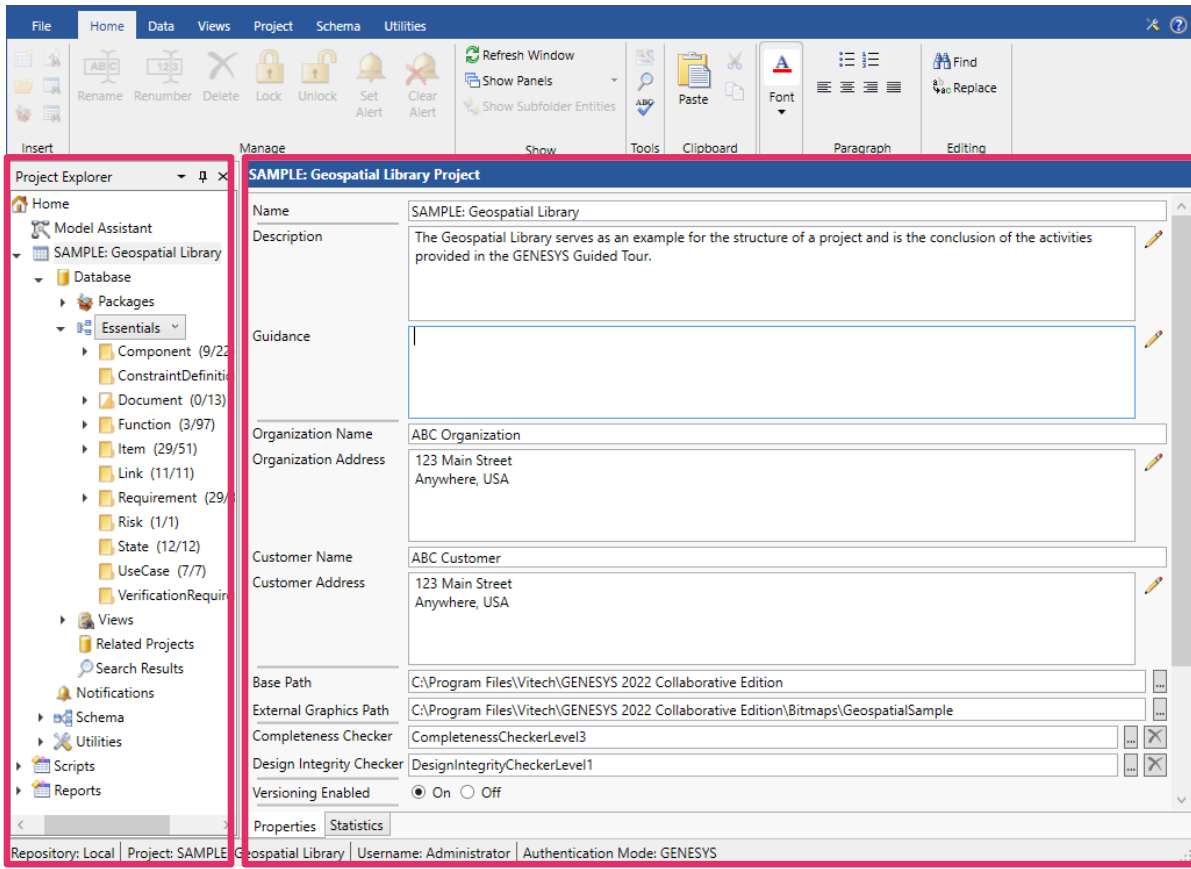 File Home Data Views Project Schema Utilities
Refresh Window
Find
Show Panels
Rename Renumber Delete Lock Unlock Set Alert Clear Alert
Paste
Font
Replace
Show Subfolder Entities
Insert Manage Show Tools Clipboard Paragraph Editing
Project Explorer
Home
Model Assistant
SAMPLE: Geospatial Library
Database
Packages
Essentials
Component (9/22
ConstraintDefinitio
Document (0/13)
Function (3/97)
Item (29/51)
Link (11/11)
Requirement (29/
Risk (1/1)
State (12/12)
UseCase (7/7)
VerificationRequire
Views
Related Projects
Search Results
Notifications
Schema
Utilities
Scripts
Reports
SAMPLE: Geospatial Library Project
Name SAMPLE: Geospatial Library
Description The Geospatial Library serves as an example for the structure of a project and is the conclusion of the activities
provided in the GENESYS Guided Tour.
Guidance
Organization Name ABC Organization
Organization Address 123 Main Street
Anywhere, USA
Customer Name ABC Customer
Customer Address 123 Main Street
Anywhere, USA
Base Path C:\Program Files\Vitech\GENESYS 2022 Collaborative Edition ...
External Graphics Path C:\Program Files\Vitech\GENESYS 2022 Collaborative Edition\Bitmaps\GeospatialSample ...
Completeness Checker CompletenessCheckerLevel3 ...
Design Integrity Checker DesignIntegrityCheckerLevel1 ...
Versioning Enabled On Off
Properties Statistics
Repository: Local Project: SAMPLE: Geospatial Library Username: Administrator Authentication Mode: GENESYS